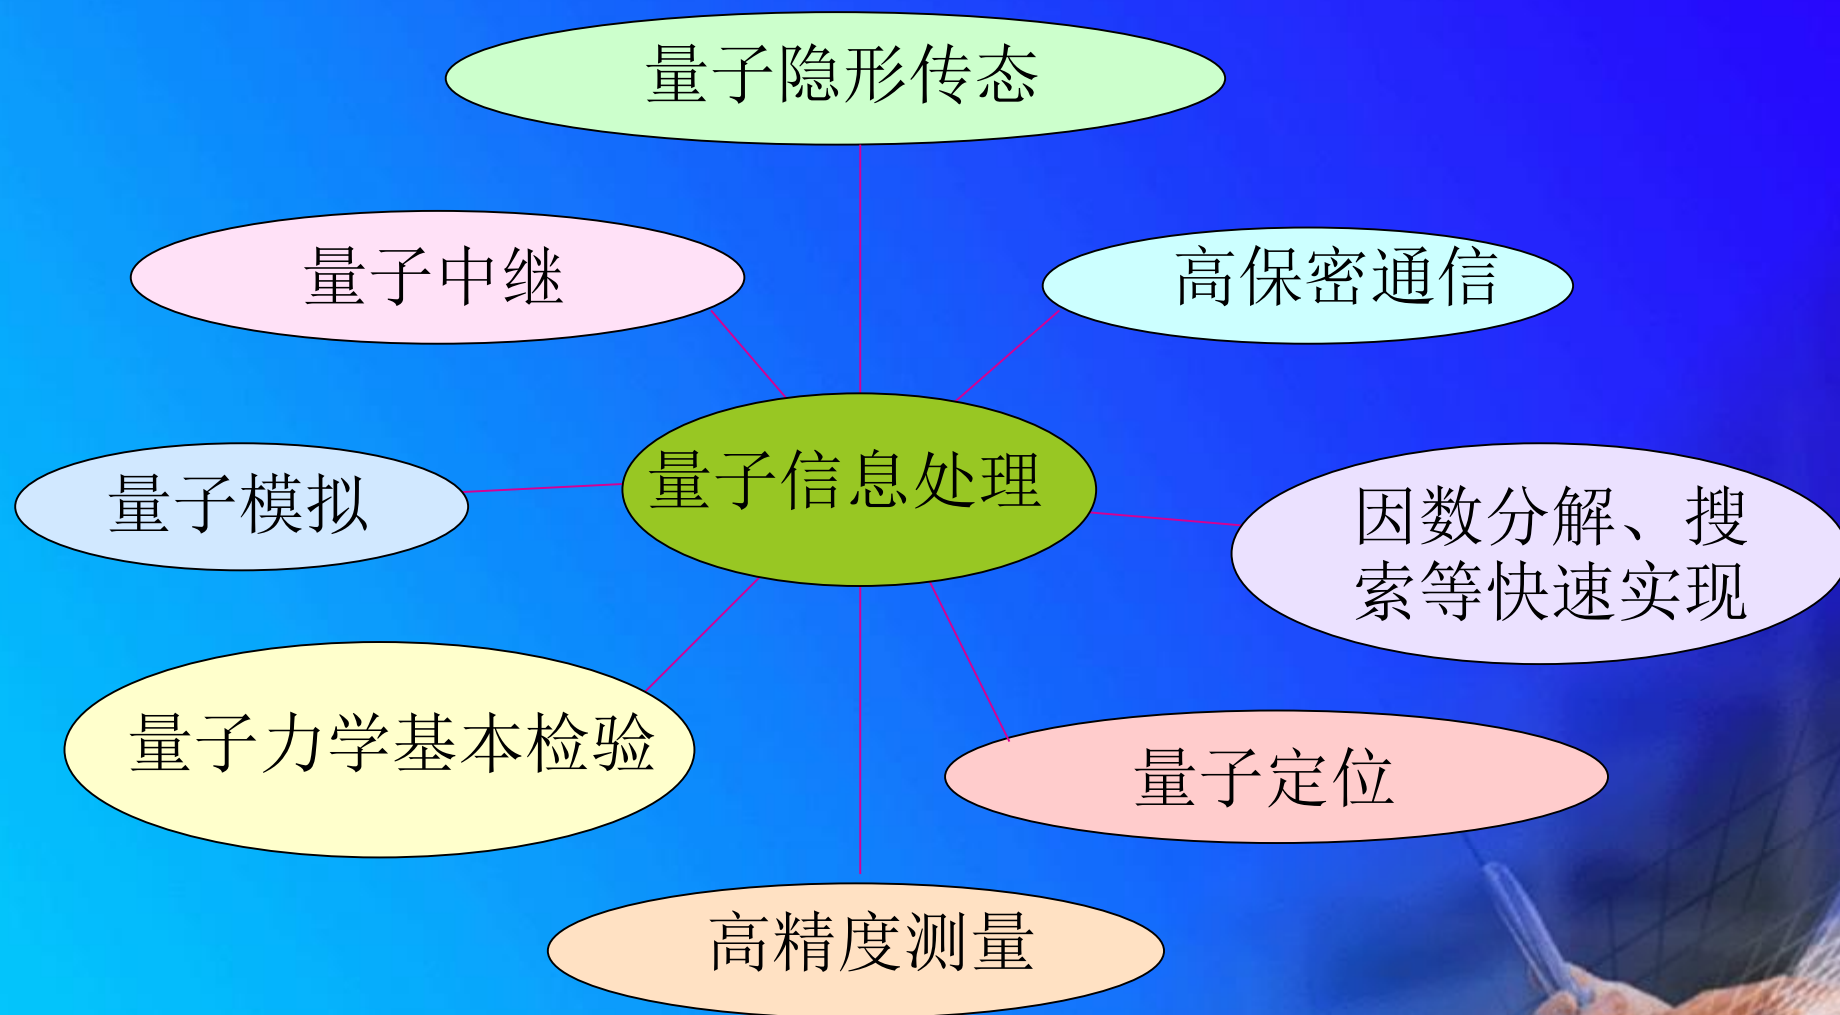 量子隐形传态
量子中继
高保密通信
量子信息处理
量子模拟
因数分解、搜
索等快速实现
量子力学基本检验
量子定位
高精度测量